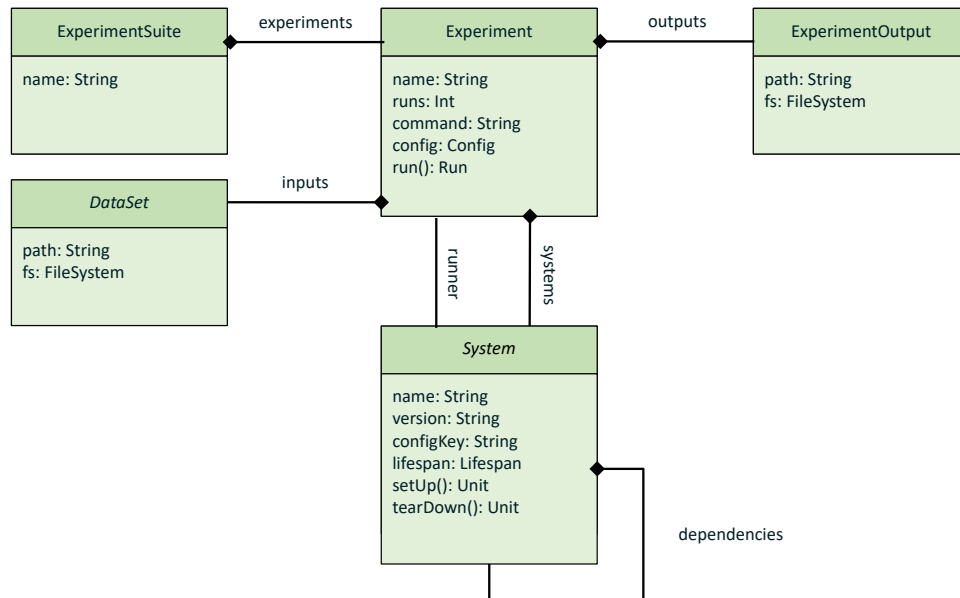 ExperimentSuite
name: String
experiments
Experiment
name: String
runs: Int
command: String
config: Config
run(): Run
outputs
ExperimentOutput
path: String
fs: FileSystem
DataSet
path: String
fs: FileSystem
inputs
runner
systems
System
name: String
version: String
configKey: String
lifespan: Lifespan
setUp(): Unit
tearDown(): Unit
dependencies